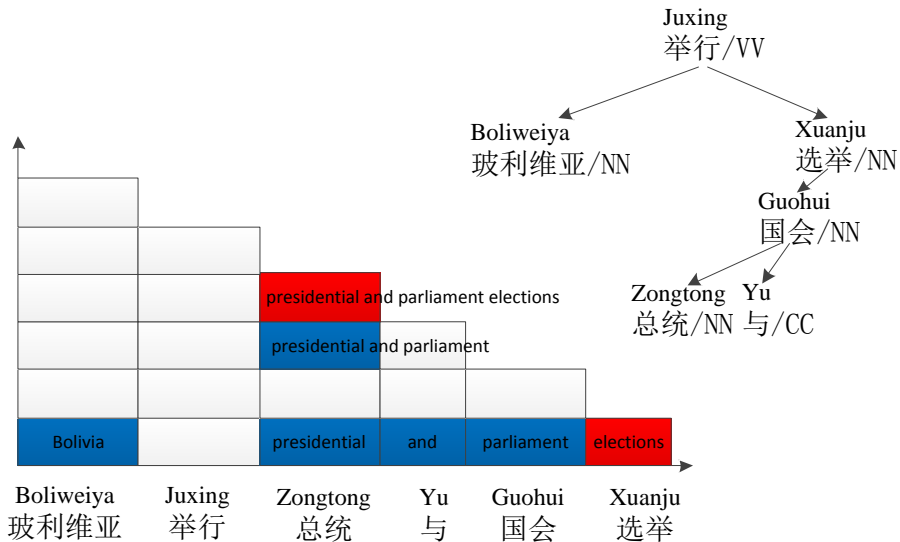 Juxing
举行/VV
Boliweiya
玻利维亚/NN
Xuanju
选举/NN
Guohui
国会/NN
Zongtong
总统/NN
Yu
与/CC
presidential and parliament elections
presidential and parliament
Bolivia
presidential
and
parliament
elections
Boliweiya
玻利维亚
Juxing
举行
Zongtong
总统
Yu
与
Guohui
国会
Xuanju
选举